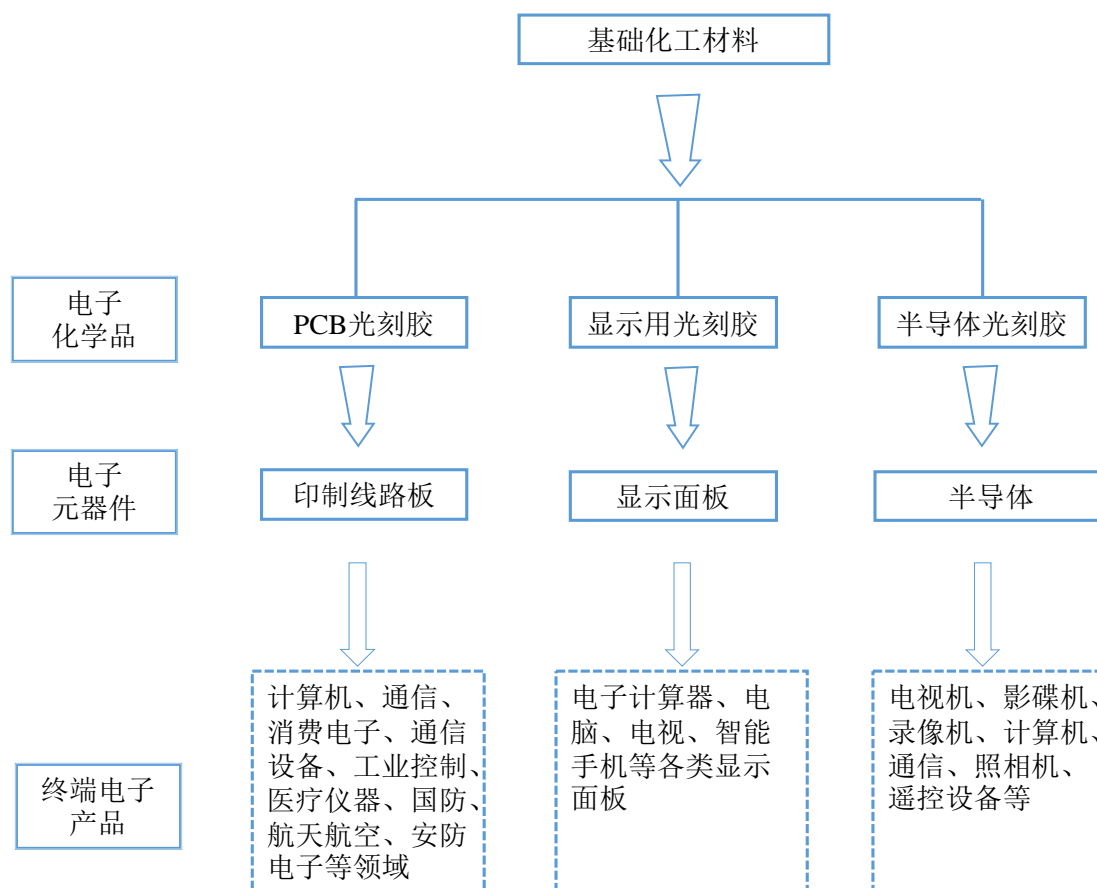 基础化工材料
电子
化学品
PCB光刻胶
显示用光刻胶
半导体光刻胶
电子
元器件
印制线路板
显示面板
半导体
终端电子
产品
计算机、通信、
消费电子、通信
设备、工业控制、
医疗仪器、国防、
航天航空、安防
电子等领域
电子计算器、电
脑、电视、智能
手机等各类显示
面板
电视机、影碟机、
录像机、计算机、
通信、照相机、
遥控设备等